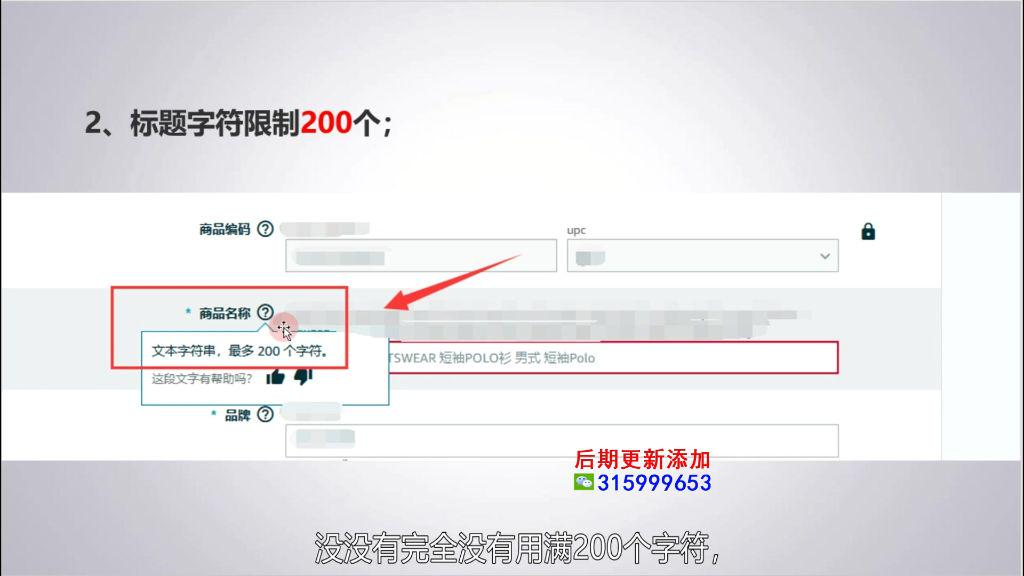 2、标题字符限制200个；
商品编码
upc
* 商品名称
文本字符串，最多 200 个字符。
TSWEAR 短袖POLO衫 男式 短袖Polo
这段文字有帮助吗？
* 品牌
后期更新添加
315999653
没没有完全没有用满200个字符，